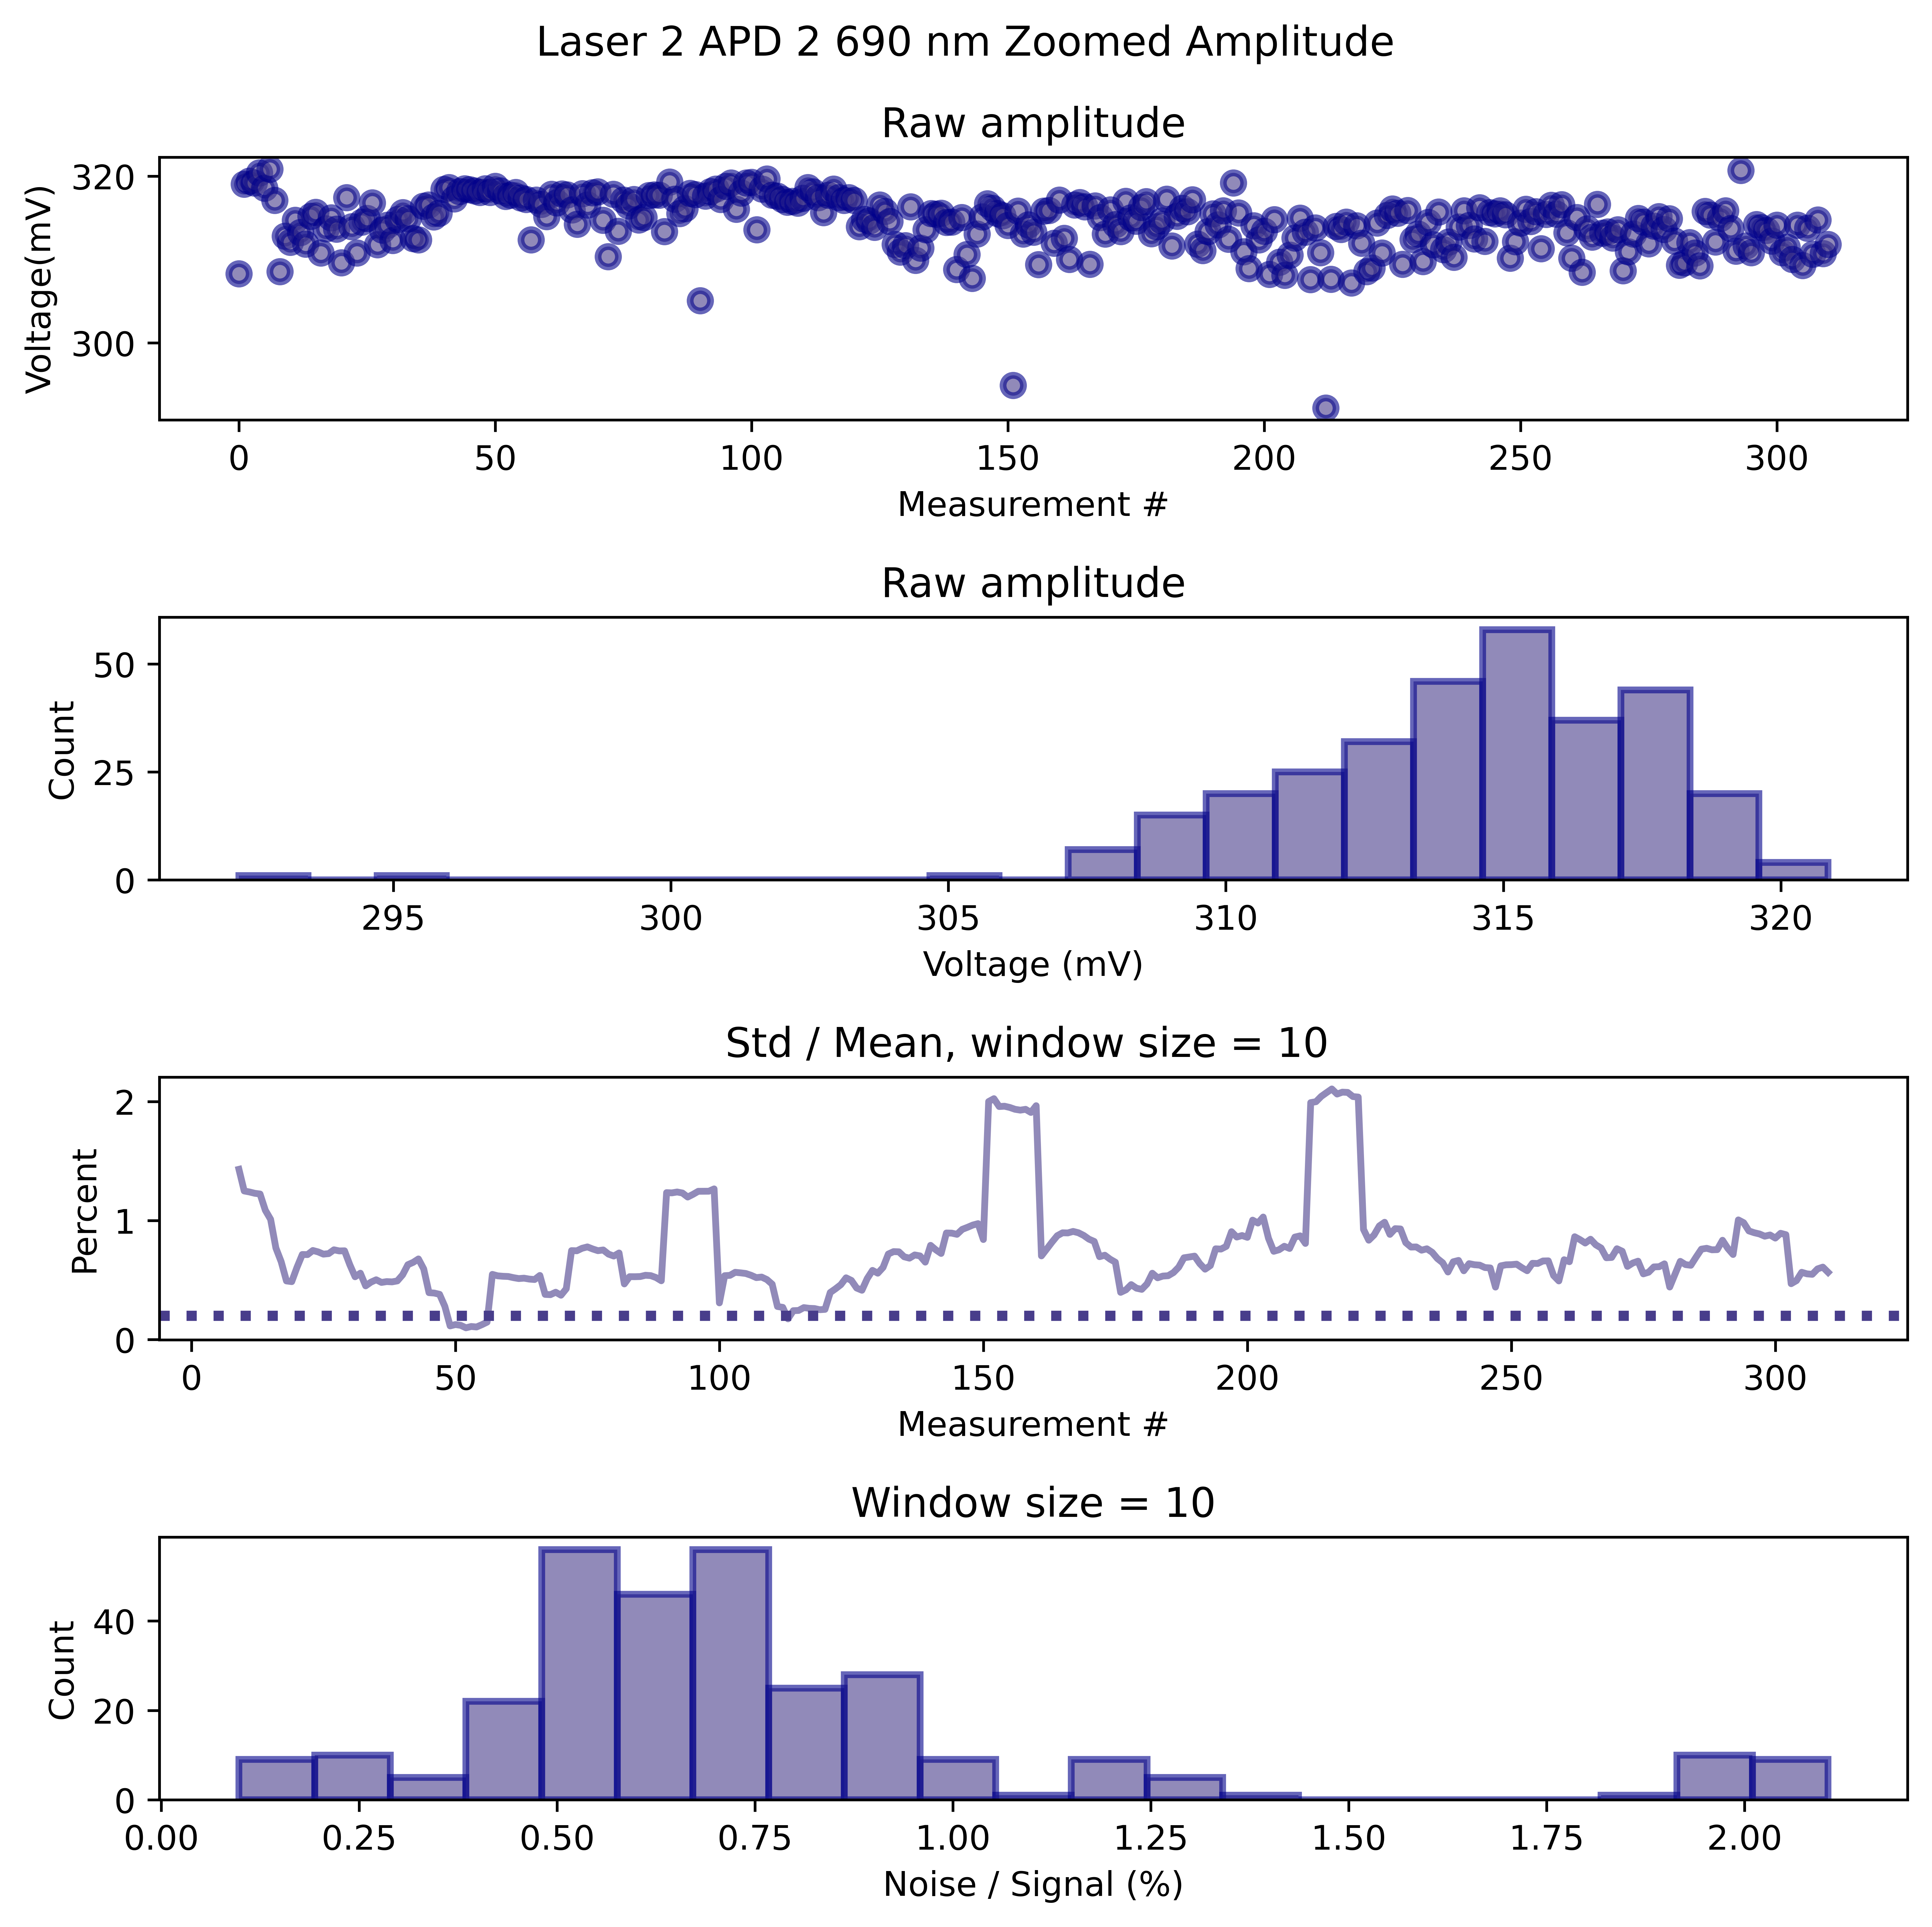 Laser 2 APD 2 690 nm Zoomed Amplitude
Raw amplitude
Voltage(mV)
320
300
0 50 100 150 200 250 300
Measurement #
Raw amplitude
Count
50
25
0
295 300 305 310 315 320
Voltage (mV)
Std / Mean, window size = 10
Percent
2
1
0
0 50 100 150 200 250 300
Measurement #
Window size = 10
Count
40
20
0
0.00 0.25 0.50 0.75 1.00 1.25 1.50 1.75 2.00
Noise / Signal (%)